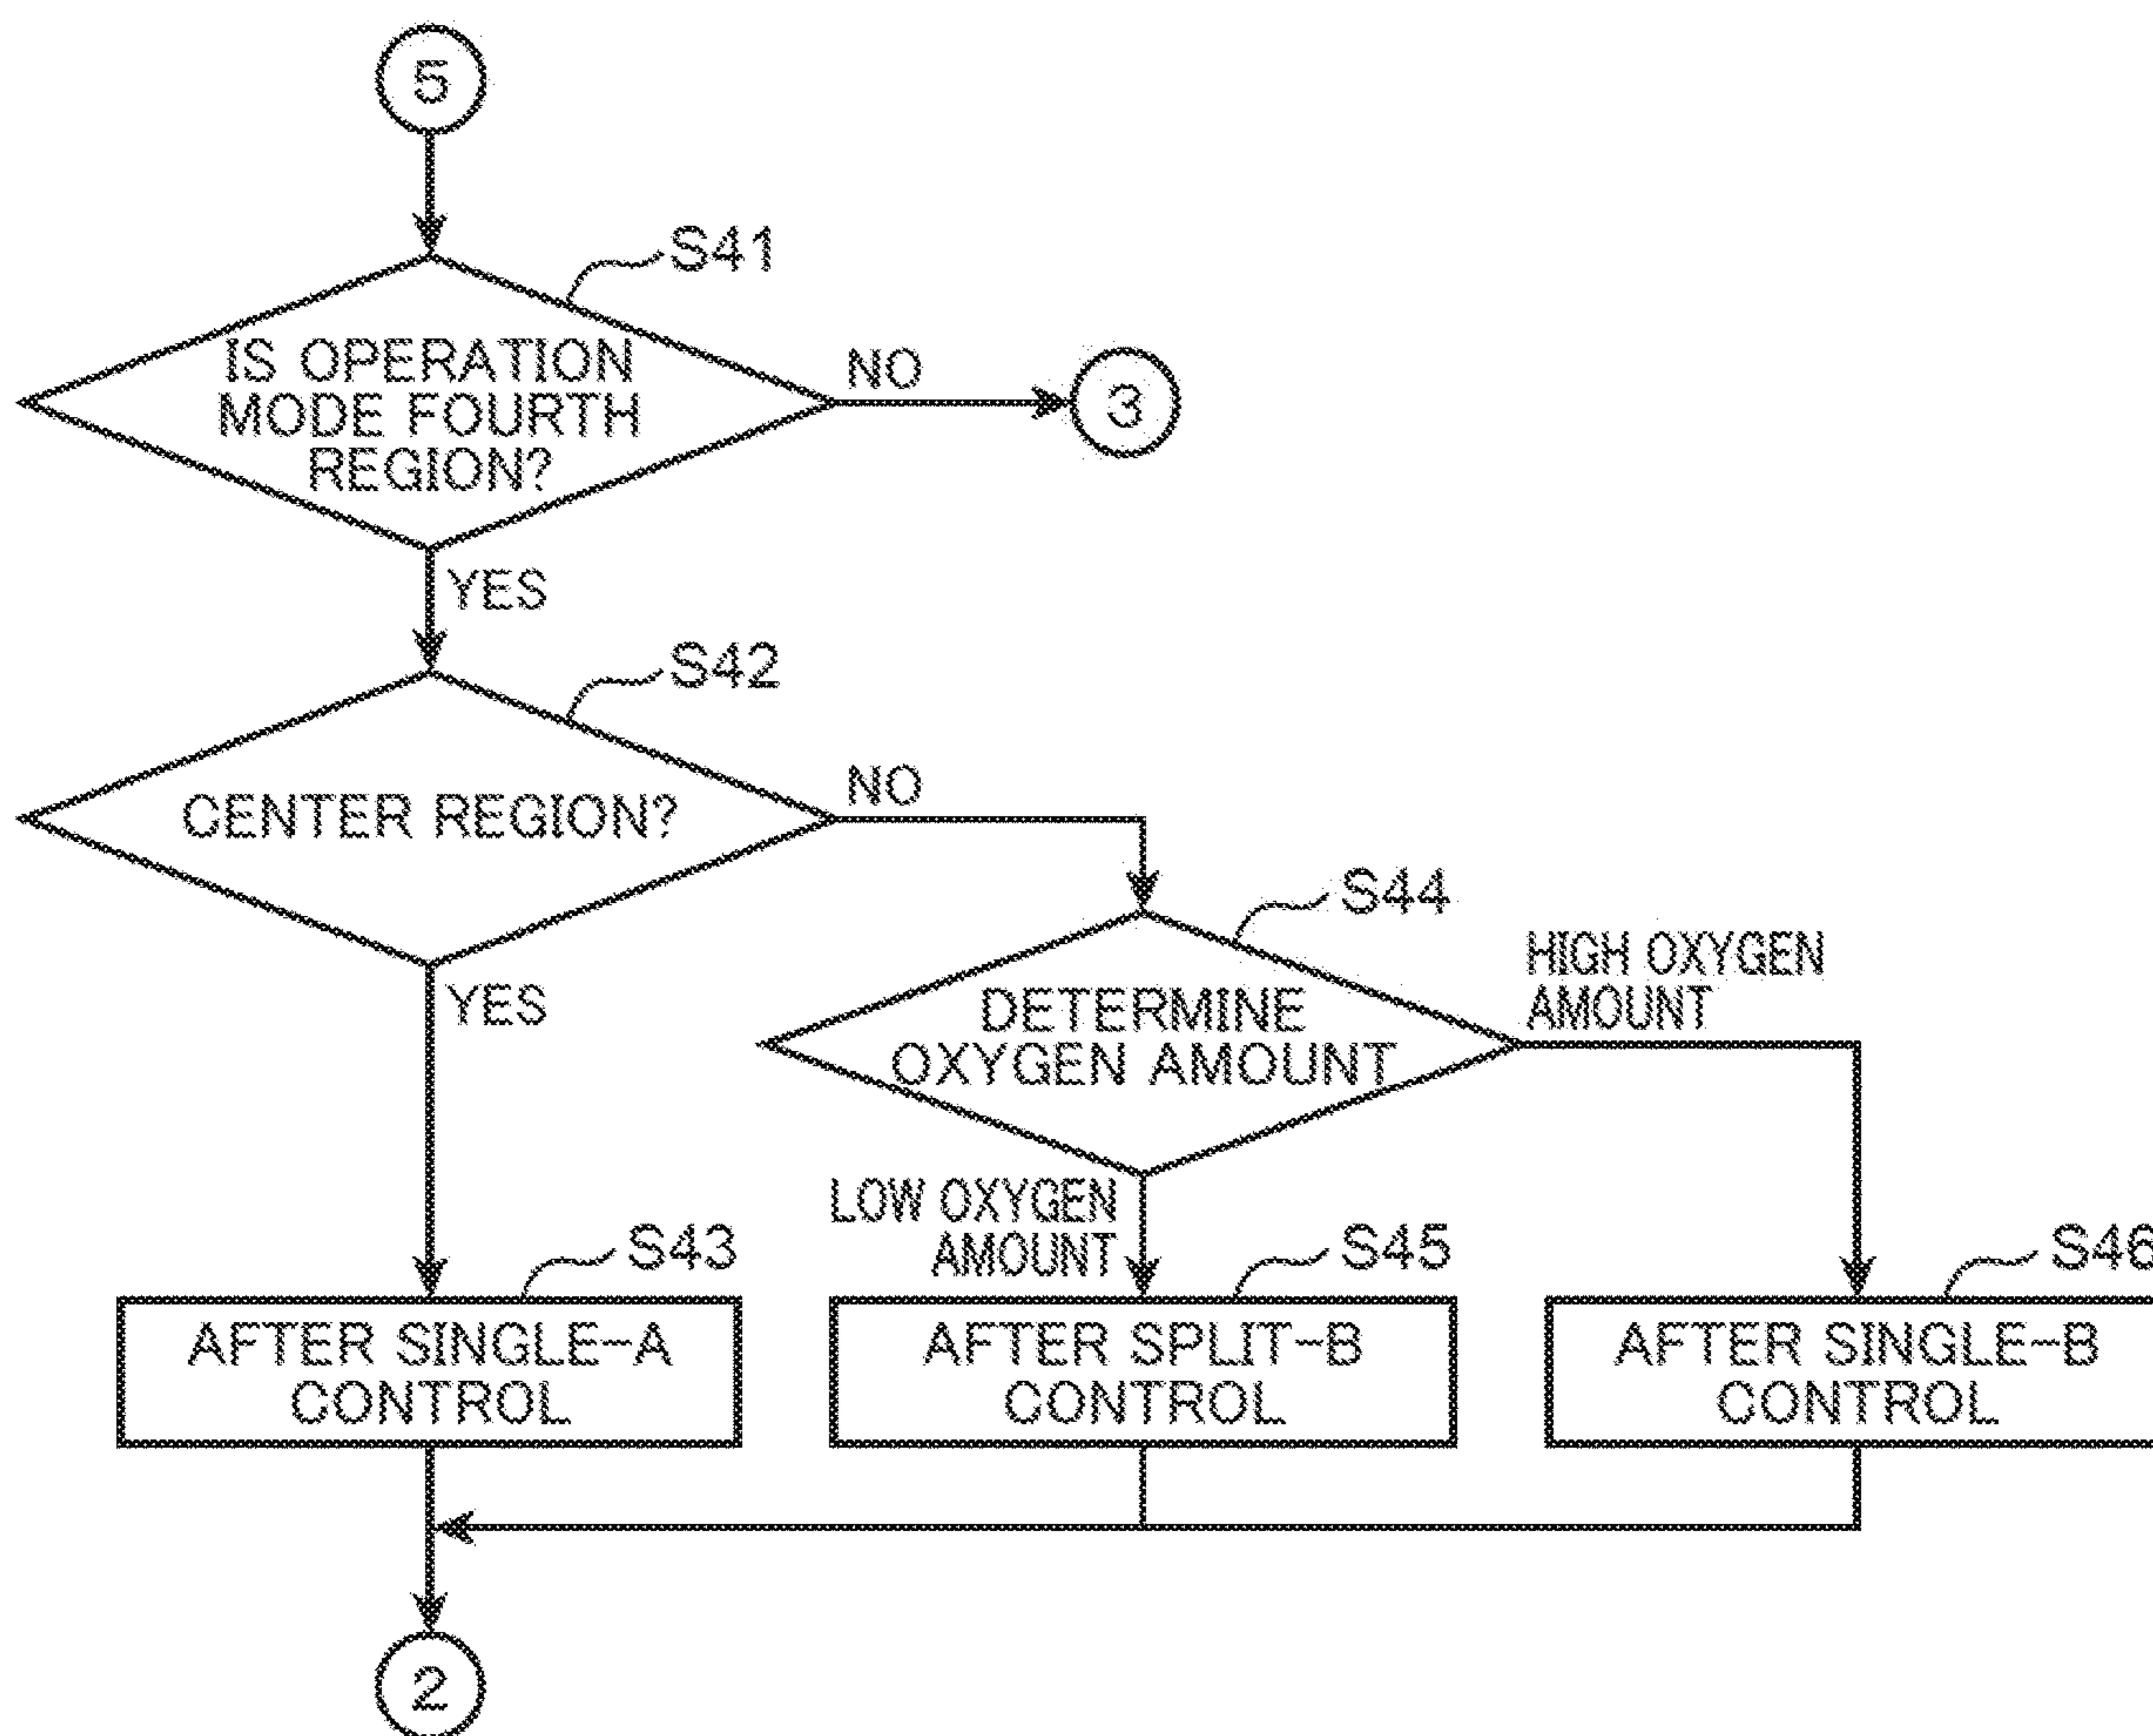 5
S41
IS OPERATION
MODE FOURTH
REGION?
NO
3
YES
S42
CENTER REGION?
NO
YES
S44
DETERMINE
OXYGEN AMOUNT
HIGH OXYGEN
AMOUNT
LOW OXYGEN
AMOUNT
S43
AFTER SINGLE-A
CONTROL
S45
AFTER SPLIT-B
CONTROL
S46
AFTER SINGLE-B
CONTROL
2